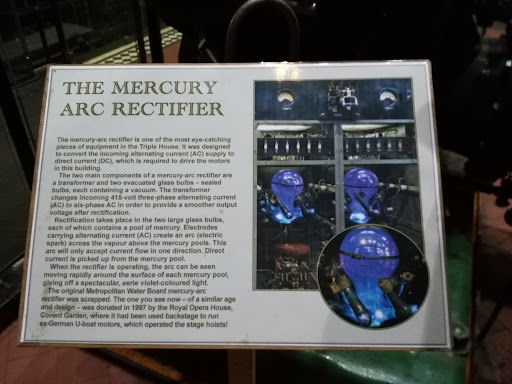 THE MERCURY
ARC RECTIFIER
The mercury-arc rectifier is one of the most eye-catching
pieces of equipment in the Triple House. It was designed
to convert the incoming alternating current (AC) supply to
direct current (DC), which is required to drive the motors
in this building.
The two main components of a mercury-arc rectifier are
a transformer and two evacuated glass bulbs – sealed
bulbs, each containing a vacuum. The transformer
changes incoming 415-volt three-phase alternating current
(AC) to six-phase AC in order to provide a smoother output
voltage after rectification.
Rectification takes place in the two large glass bulbs,
each of which contains a pool of mercury. Electrodes
carrying alternating current (AC) create an arc (electric
spark) across the vapour above the mercury pools. This
arc will only accept current flow in one direction. Direct
current is picked up from the mercury pool.
When the rectifier is operating, the arc can be seen
moving rapidly around the surface of each mercury pool,
giving off a spectacular, eerie violet-coloured light.
The original Metropolitan Water Board mercury-arc
rectifier was scrapped. The one you see now – of a similar age
and design – was donated in 1997 by the Royal Opera House,
Covent Garden, where it had been used backstage to run
ex-German U-boat motors, which operated the stage hoists!